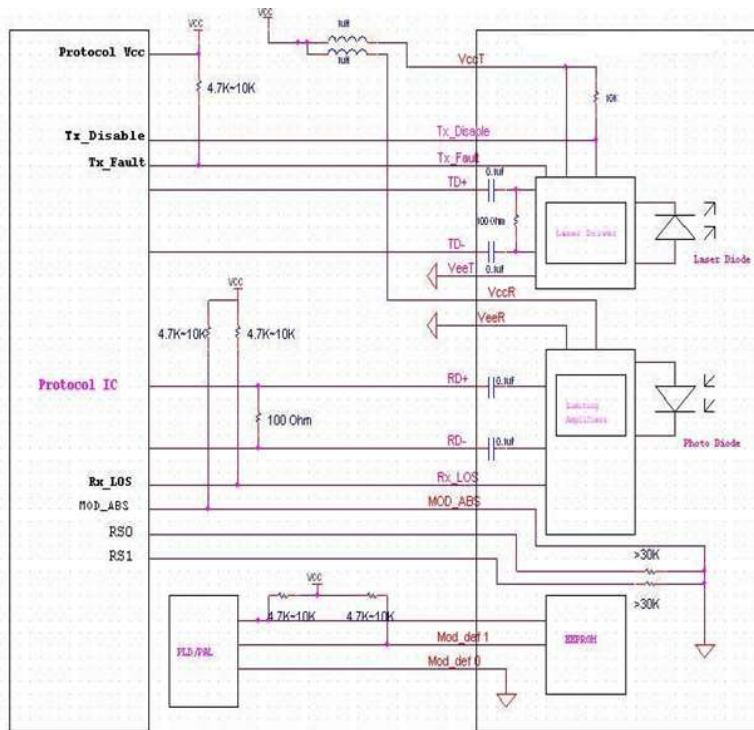 VCC
VCC
1uH
1uH
Protocol Vcc
VccT
4.7K~10K
10K
Tx_Disable
Tx_Disable
Tx_Fault
Tx_Fault
0.1uf
TD+
100 Ohm
Laser Driver
TD-
Laser Diode
VeeT
0.1uf
VCC
VccR
VeeR
4.7K~10K
4.7K~10K
Protocol IC
RD+
0.1uf
Amplifiers
100 Ohm
RD-
0.1uf
Photo Diode
Rx_LOS
Rx_LOS
MOD_ABS
MOD_ABS
RS0
>30K
RS1
VCC
>30K
4.7K~10K
4.7K~10K
PLD/PAL
Mod_def 1
EEPROM
Mod_def 0